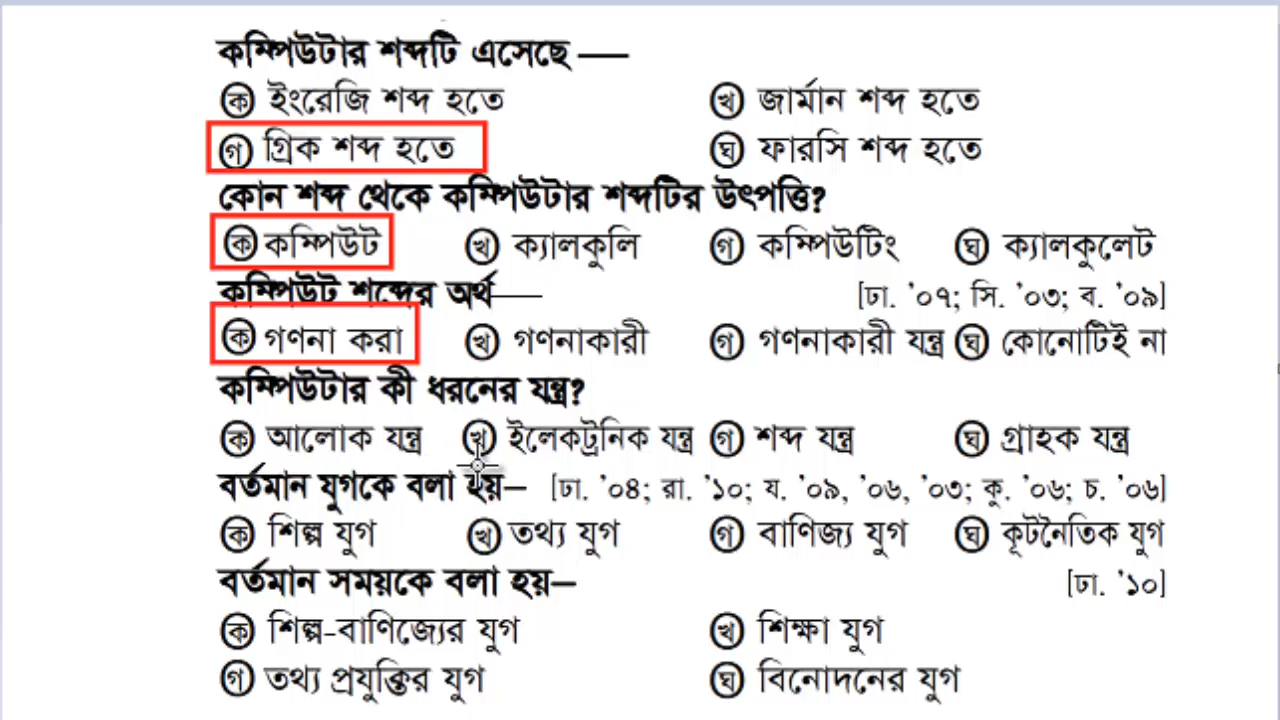 কম্পিউটার শব্দটি এসেছে —
ক ইংরেজি শব্দ হতে খ জার্মান শব্দ হতে
গ গ্রিক শব্দ হতে ঘ ফারসি শব্দ হতে
কোন শব্দ থেকে কম্পিউটার শব্দটির উৎপত্তি?
ক কম্পিউট খ ক্যালকুলি গ কম্পিউটিং ঘ ক্যালকুলেট
কম্পিউট শব্দের অর্থ— [ঢা. '০৭; সি. '০৩; ব. '০৯]
ক গণনা করা খ গণনাকারী গ গণনাকারী যন্ত্র ঘ কোনোটিই না
কম্পিউটার কী ধরনের যন্ত্র?
ক আলোক যন্ত্র খ ইলেকট্রনিক যন্ত্র গ শব্দ যন্ত্র ঘ গ্রাহক যন্ত্র
বর্তমান যুগকে বলা হয়— [ঢা. '০৪; রা. '১০; য. '০৯, '০৬, '০৩; কু. '০৬; চ. '০৬]
ক শিল্প যুগ খ তথ্য যুগ গ বাণিজ্য যুগ ঘ কূটনৈতিক যুগ
বর্তমান সময়কে বলা হয়— [ঢা. '১০]
ক শিল্প-বাণিজ্যের যুগ খ শিক্ষা যুগ
গ তথ্য প্রযুক্তির যুগ ঘ বিনোদনের যুগ